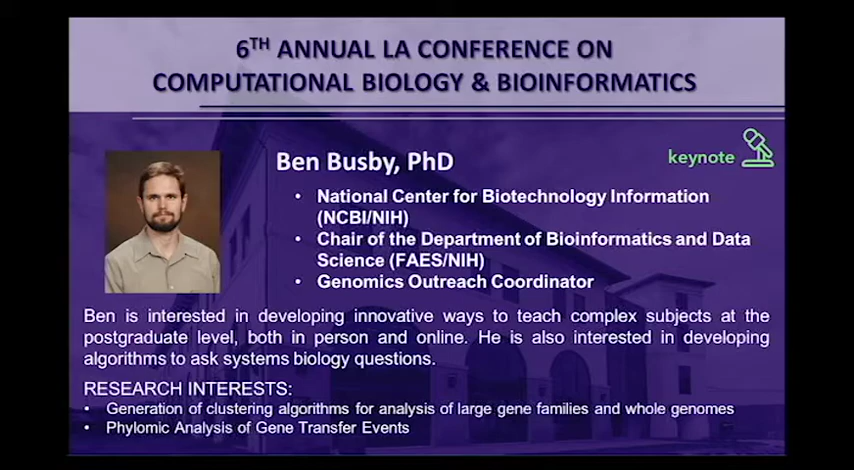 6TH ANNUAL LA CONFERENCE ON
COMPUTATIONAL BIOLOGY & BIOINFORMATICS
keynote
Ben Busby, PhD
• National Center for Biotechnology Information
(NCBI/NIH)
• Chair of the Department of Bioinformatics and Data
Science (FAES/NIH)
• Genomics Outreach Coordinator
Ben is interested in developing innovative ways to teach complex subjects at the
postgraduate level, both in person and online. He is also interested in developing
algorithms to ask systems biology questions.
RESEARCH INTERESTS:
• Generation of clustering algorithms for analysis of large gene families and whole genomes
• Phylomic Analysis of Gene Transfer Events